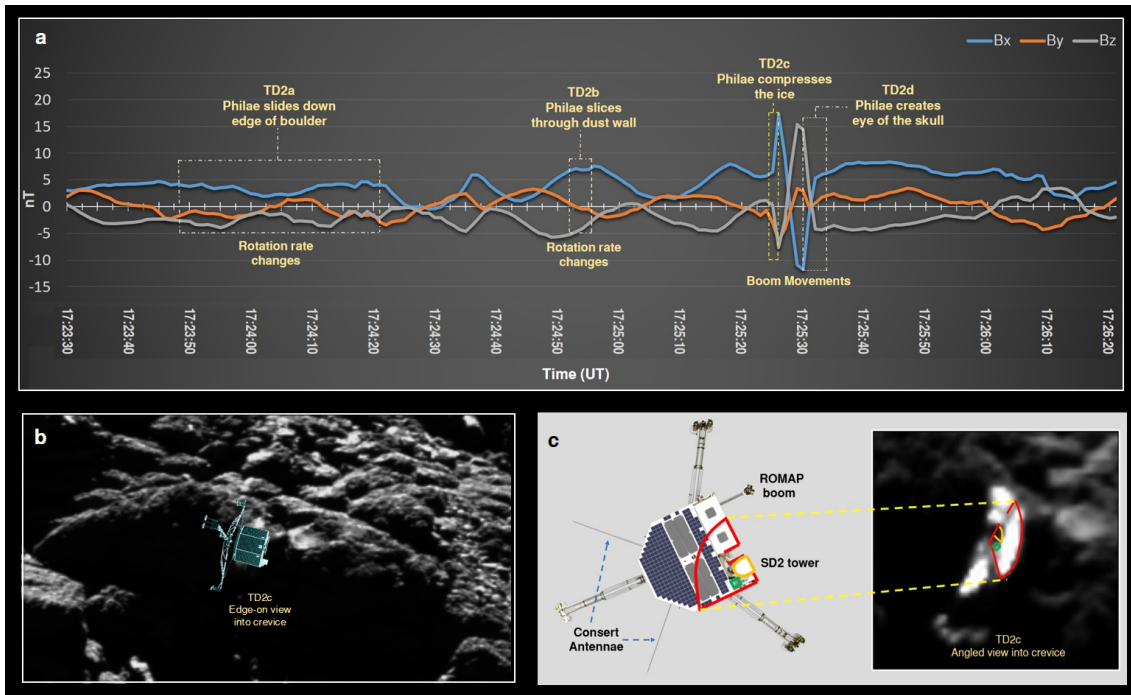 a
Bx By Bz
TD2a
Philae slides down
edge of boulder
TD2b
Philae slices
through dust wall
TD2c
Philae compresses
the ice
TD2d
Philae creates
eye of the skull
25
20
15
10
5
0
-5
-10
-15
nT
Rotation rate
changes
Rotation rate
changes
Boom Movements
17:23:30
17:23:40
17:23:50
17:24:00
17:24:10
17:24:20
17:24:30
17:24:40
17:24:50
17:25:00
17:25:10
17:25:20
17:25:30
17:25:40
17:25:50
17:26:00
17:26:10
17:26:20
Time (UT)
b
TD2c
Edge-on view
into crevice
c
ROMAP
boom
SD2 tower
Consert
Antennae
TD2c
Angled view into crevice